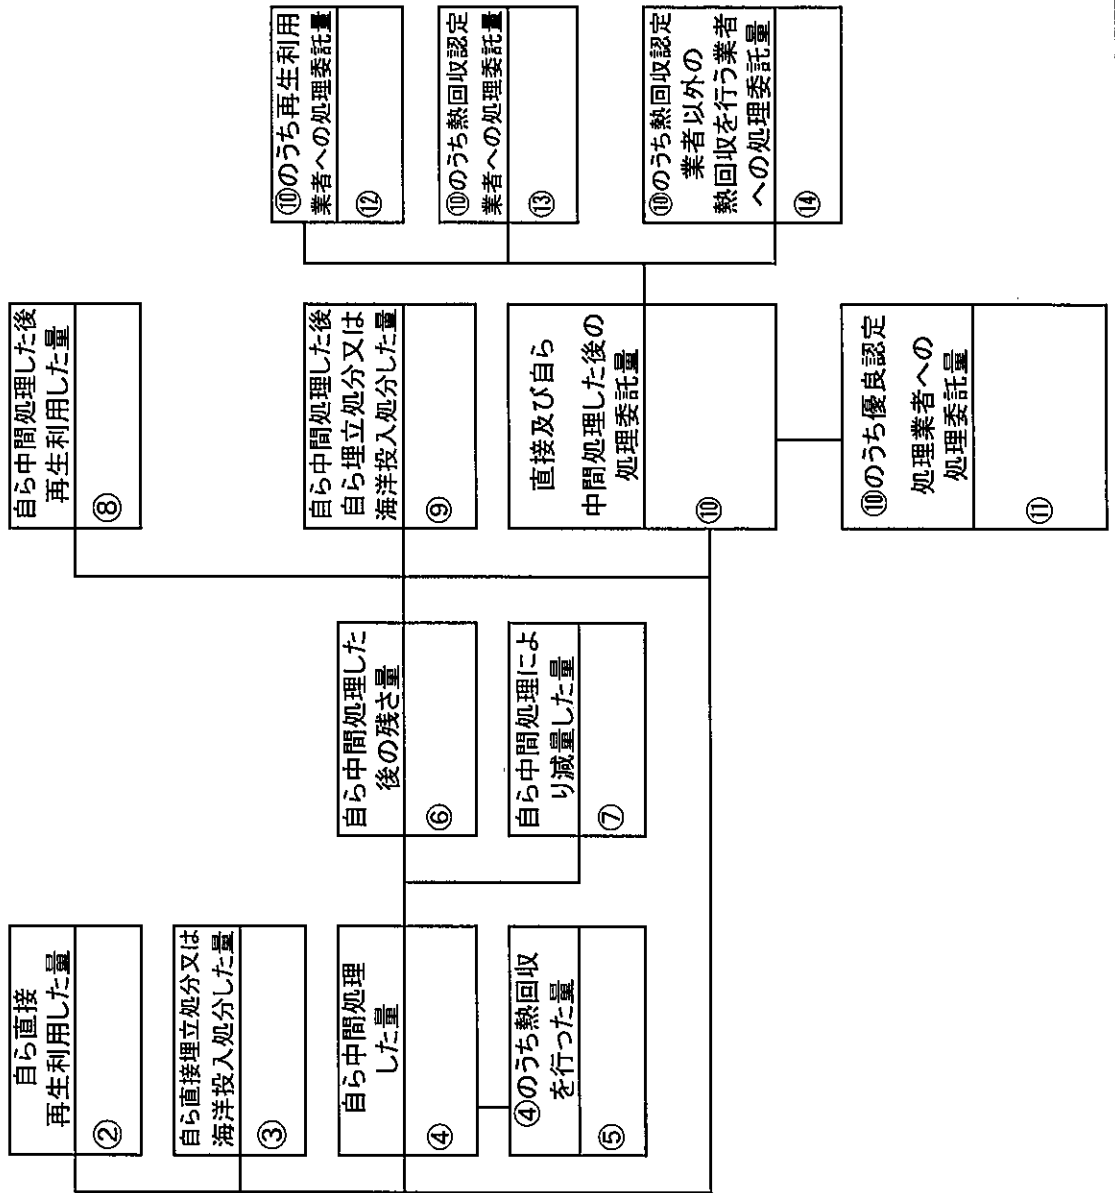 自ら直接
再生利用した量
②
自ら直接埋立処分又は
海洋投入処分した量
③
自ら中間処理
した量
④
④のうち熱回収
を行った量
⑤
自ら中間処理した
後の残さ量
⑥
自ら中間処理によ
り減量した量
⑦
自ら中間処理した後
再生利用した量
⑧
自ら中間処理した後
自ら埋立処分又は
海洋投入処分した量
⑨
直接及び自ら
中間処理した後の
処理委託量
⑩
⑩のうち優良認定
処理業者への
処理委託量
⑪
⑩のうち再生利用
業者への処理委託量
⑫
⑩のうち熱回収認定
業者への処理委託量
⑬
⑩のうち熱回収認定
業者以外の
熱回収を行う業者
への処理委託量
⑭